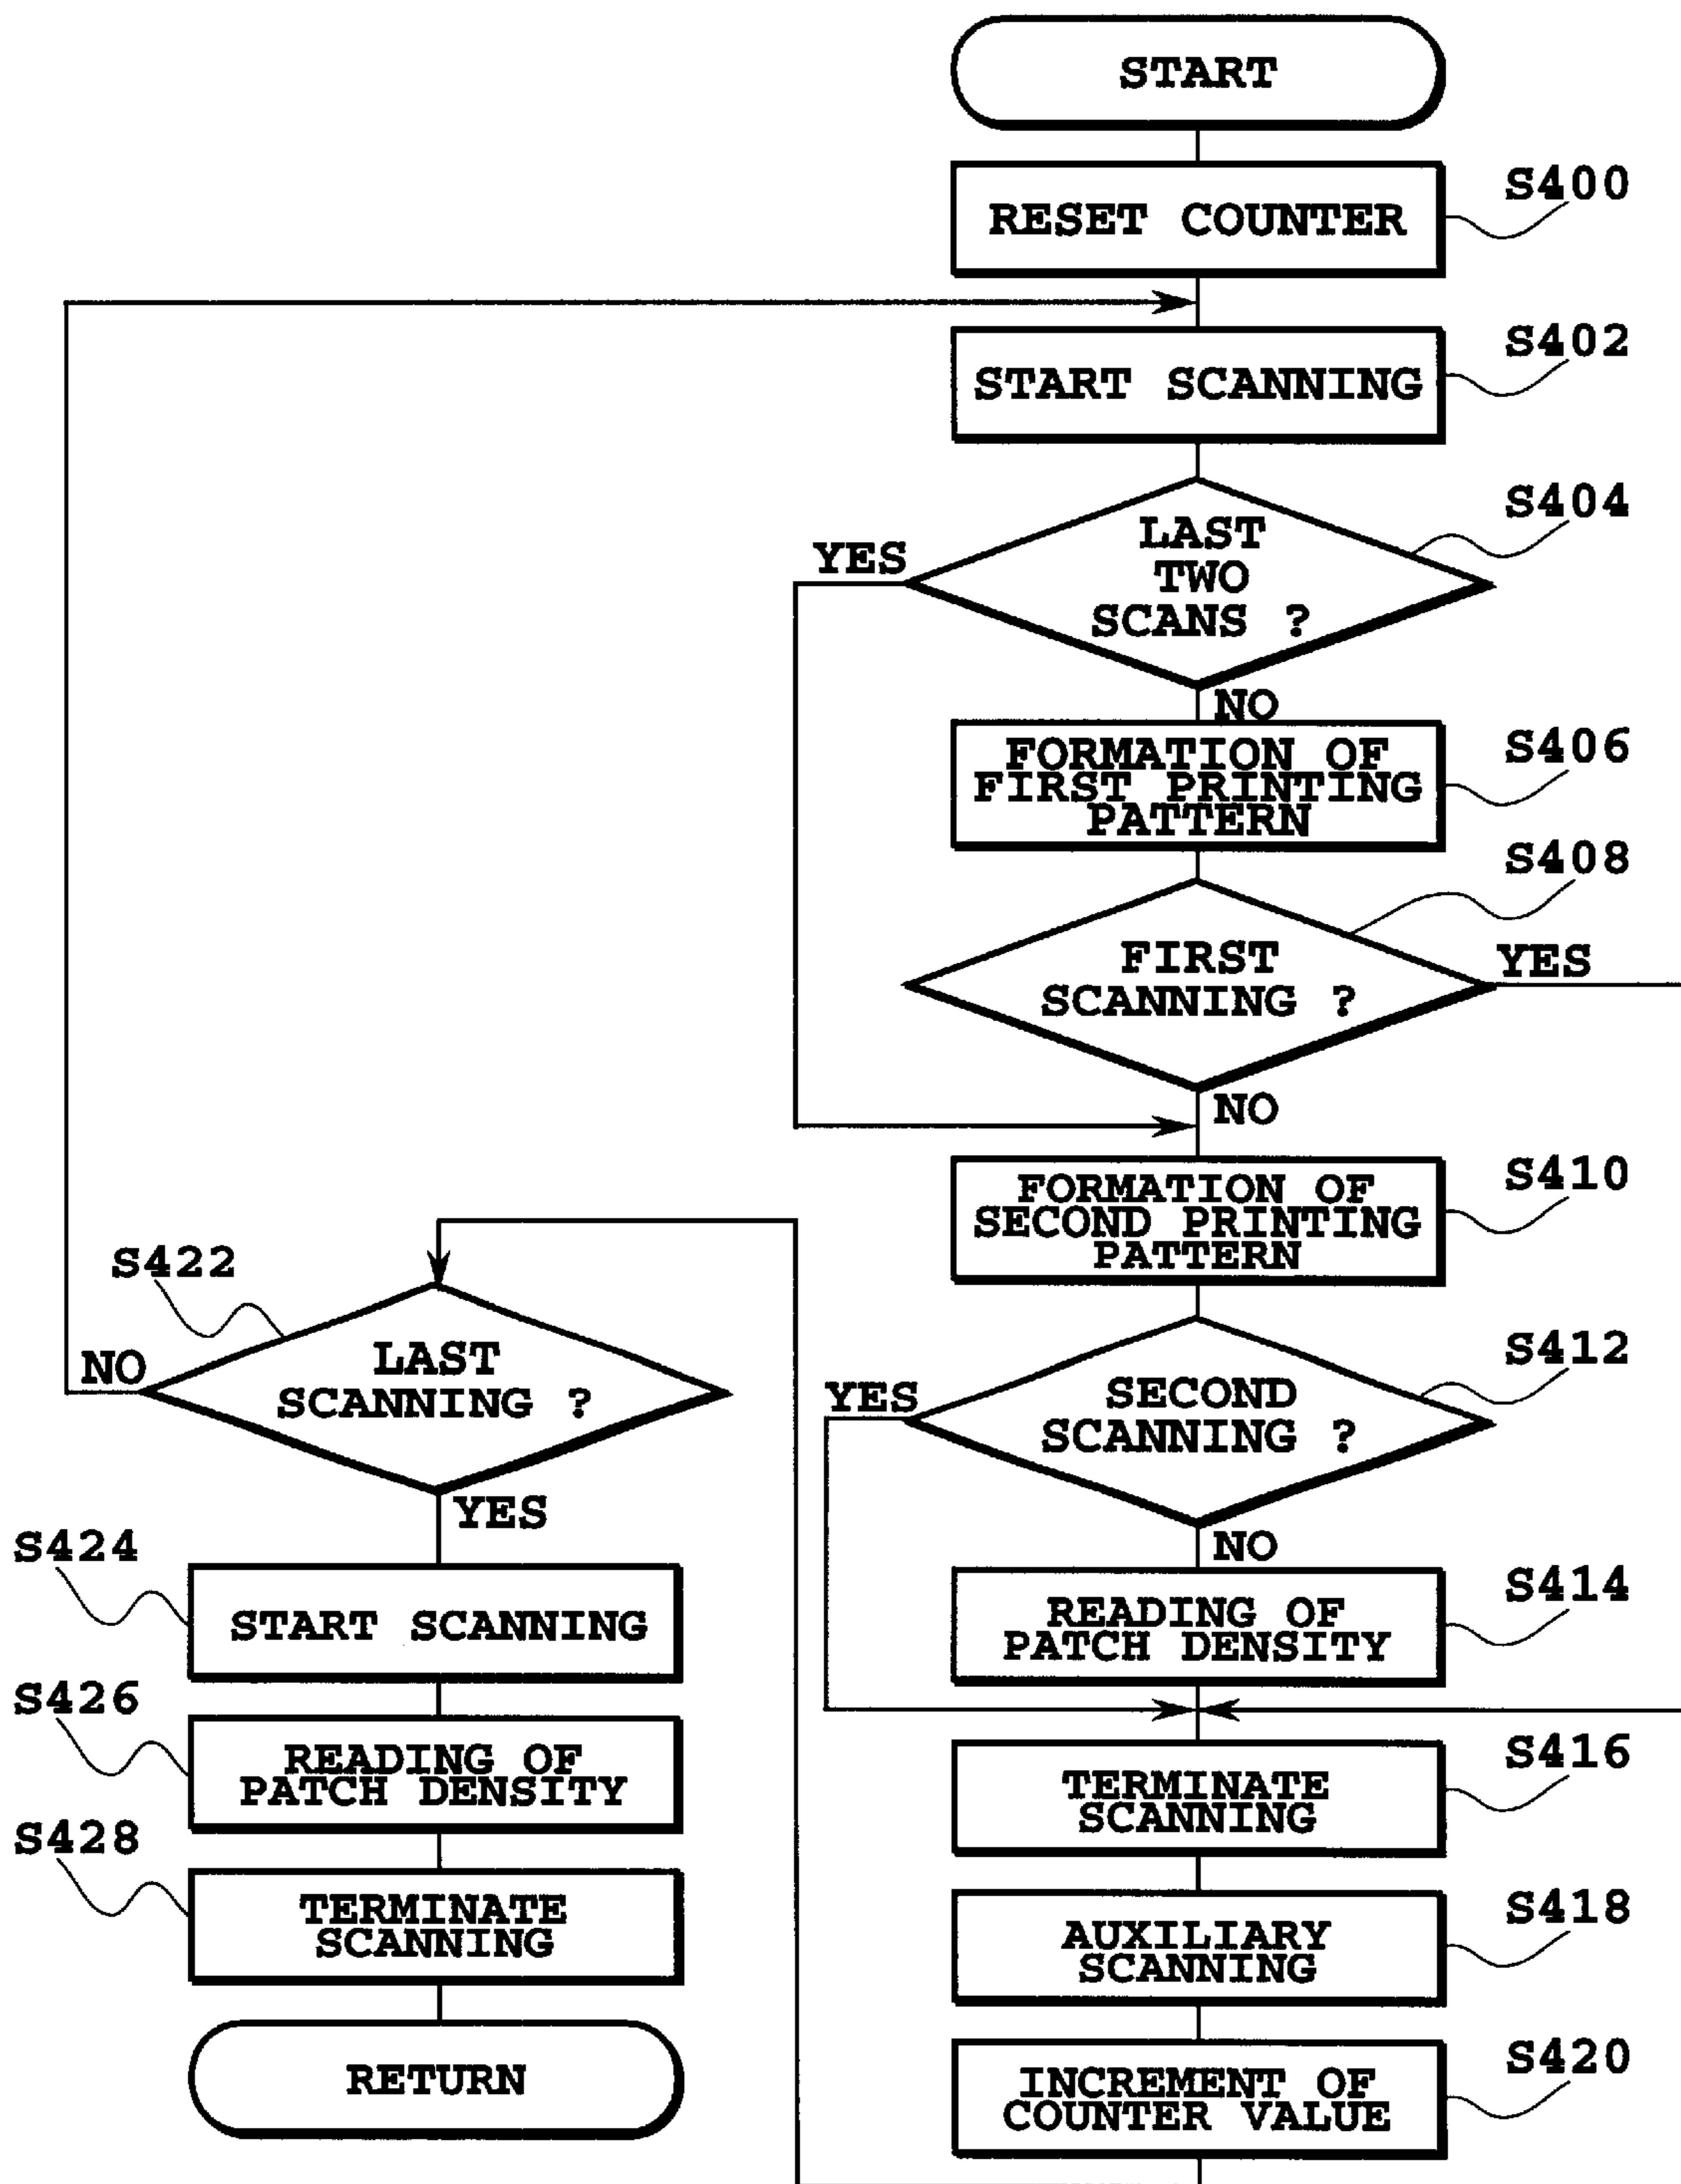 START
RESET COUNTER
S400
START SCANNING
S402
LAST
TWO
SCANS ?
S404
YES
NO
FORMATION OF
FIRST PRINTING
PATTERN
S406
FIRST
SCANNING ?
S408
YES
NO
FORMATION OF
SECOND PRINTING
PATTERN
S410
SECOND
SCANNING ?
S412
YES
NO
READING OF
PATCH DENSITY
S414
TERMINATE
SCANNING
S416
AUXILIARY
SCANNING
S418
INCREMENT OF
COUNTER VALUE
S420
S422
LAST
SCANNING ?
NO
YES
S424
START SCANNING
S426
READING OF
PATCH DENSITY
S428
TERMINATE
SCANNING
RETURN